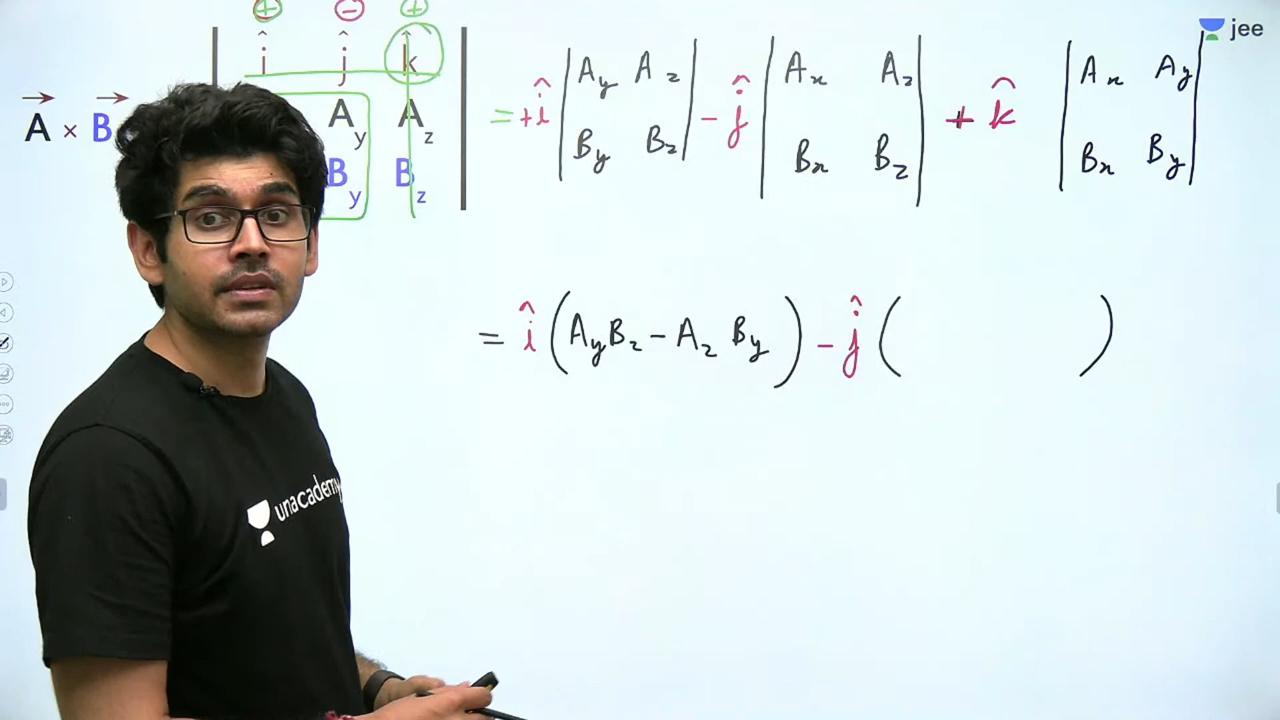 jee
⊕ ⊖ ⊕
î ĵ k̂
A⃗ × B⃗
A_y A_z
B_y B_z
= +î | A_y A_z | - ĵ | A_x A_z | + k̂ | A_x A_y |
| B_y B_z | | B_x B_z | | B_x B_y |
= î ( A_y B_z - A_z B_y ) - ĵ ( )
unacademy